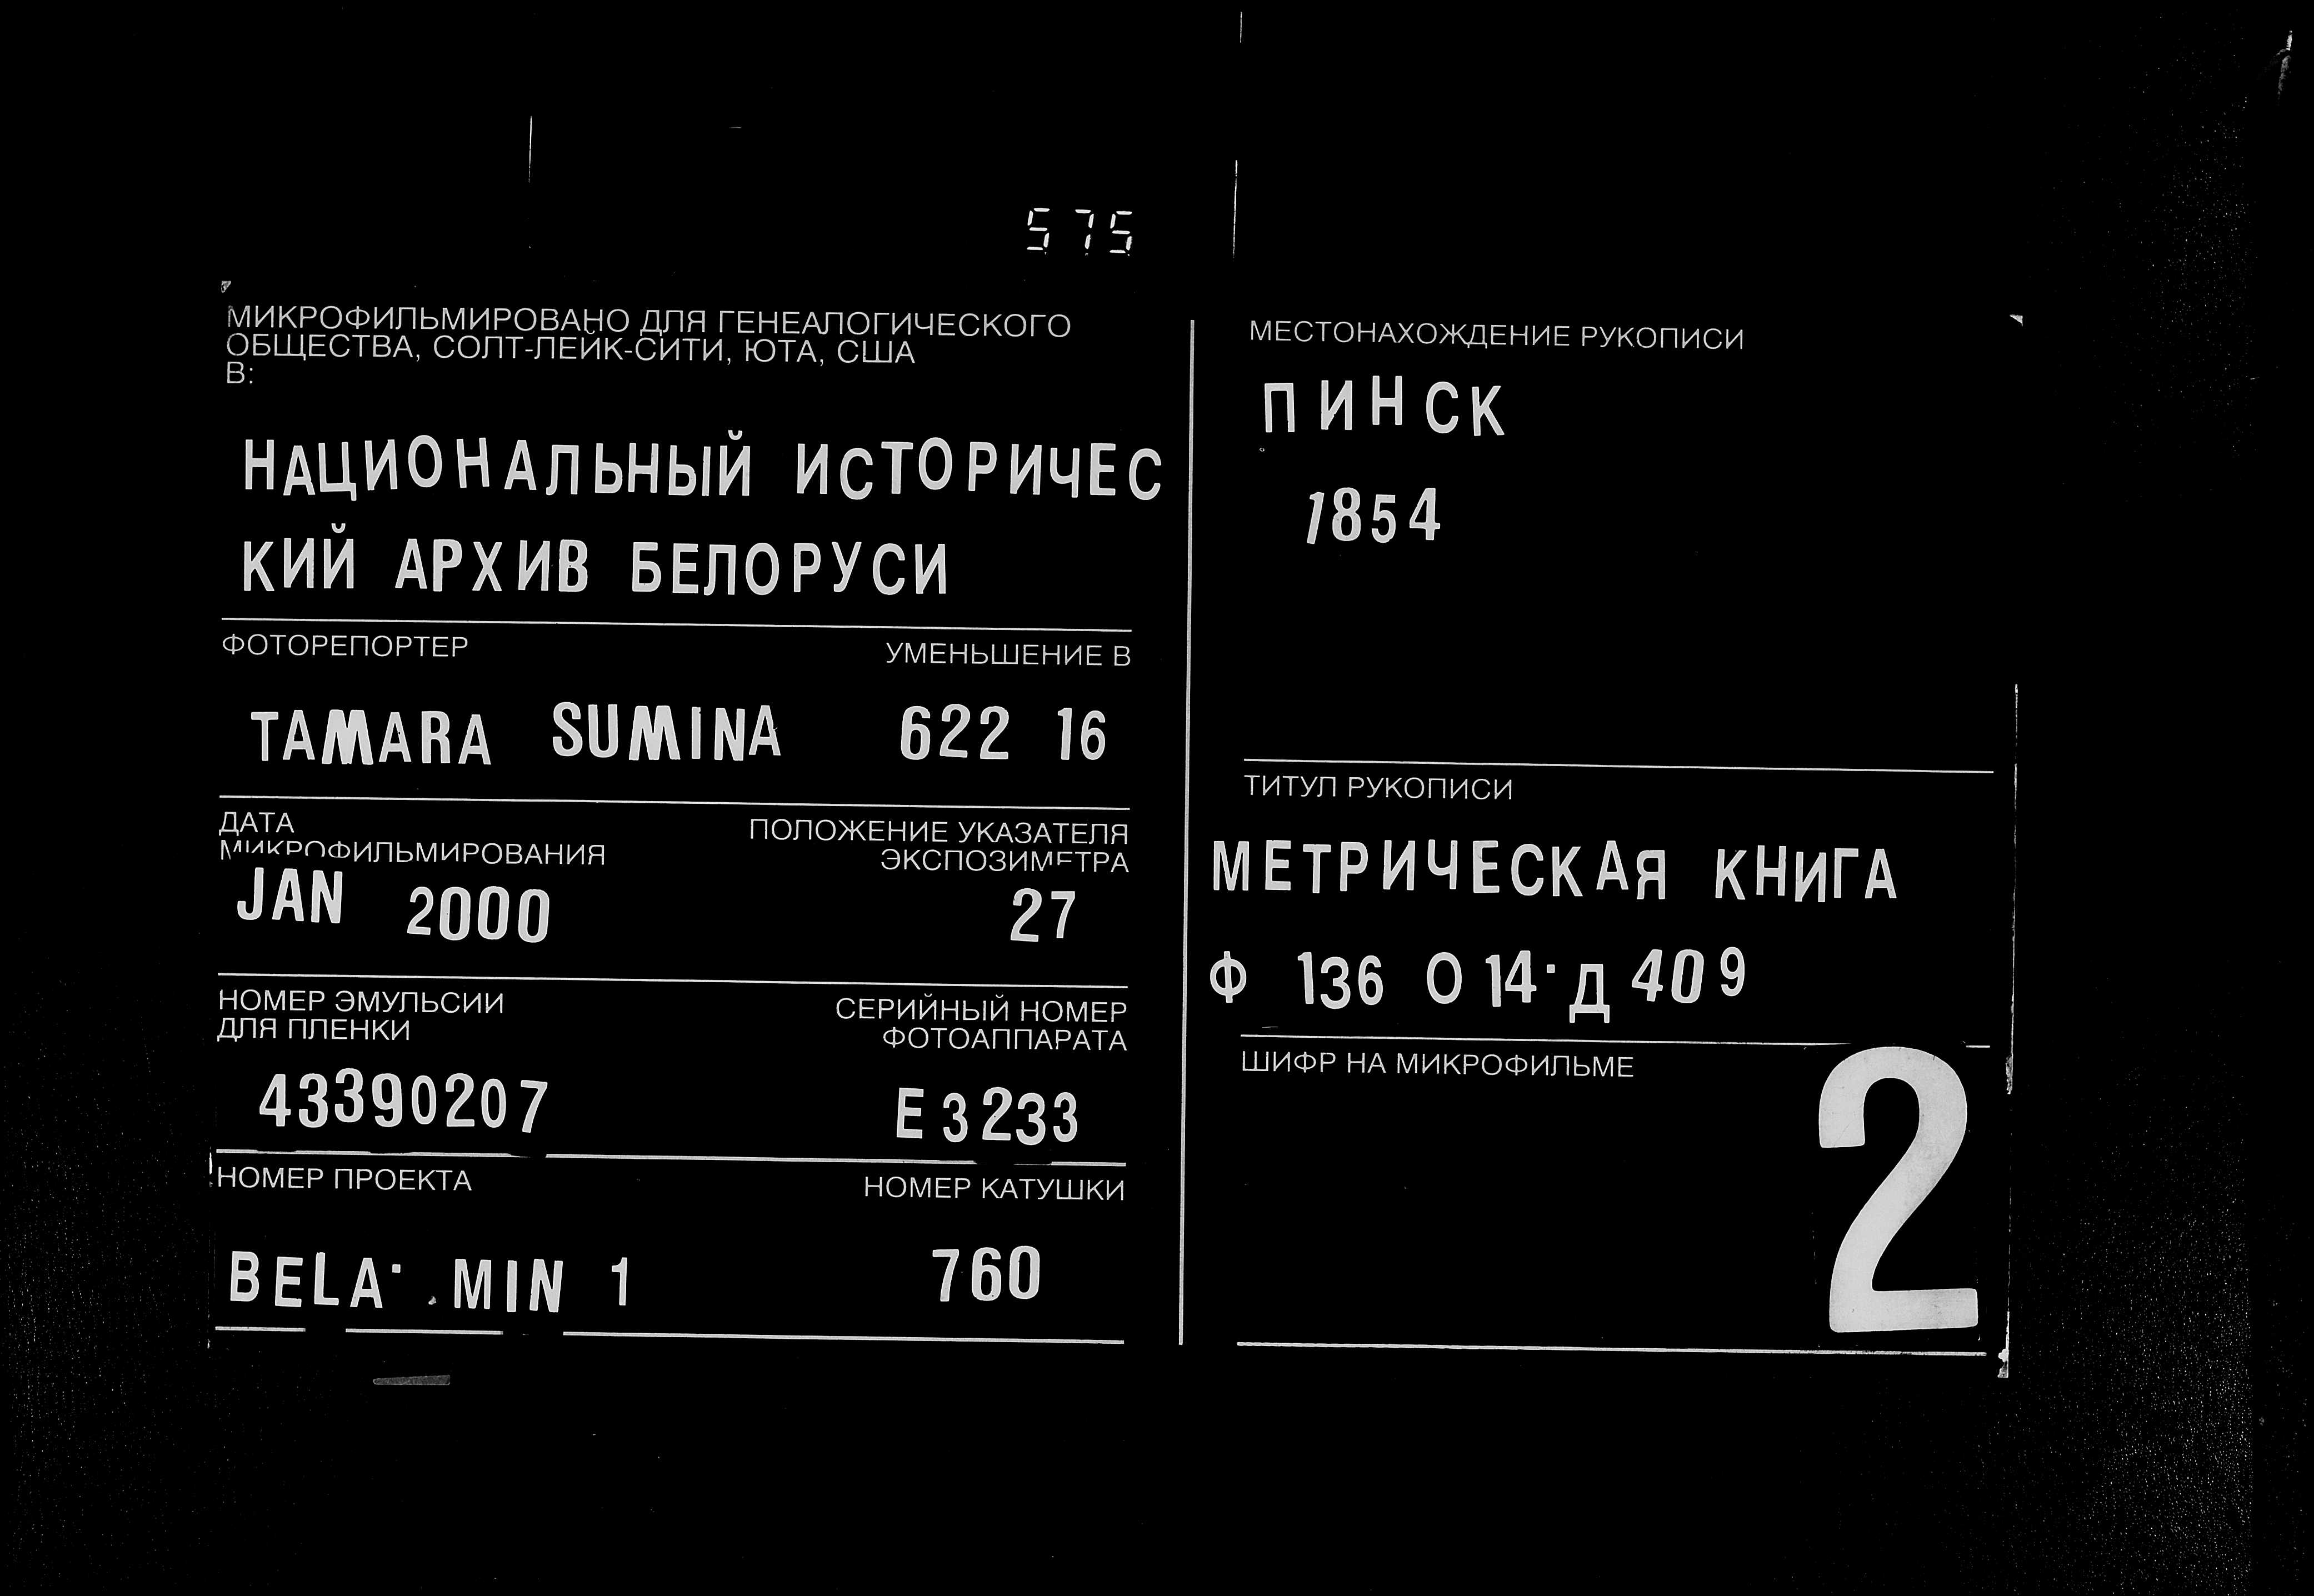 575
МИКРОФИЛЬМИРОВАНО ДЛЯ ГЕНЕАЛОГИЧЕСКОГО
ОБЩЕСТВА, СОЛТ-ЛЕЙК-СИТИ, ЮТА, США
В:
НАЦИОНАЛЬНЫЙ ИСТОРИЧЕС
КИЙ АРХИВ БЕЛОРУСИ
ФОТОРЕПОРТЕР
УМЕНЬШЕНИЕ В
TAMARA SUMINA
622 16
ДАТА
МИКРОФИЛЬМИРОВАНИЯ
JAN 2000
ПОЛОЖЕНИЕ УКАЗАТЕЛЯ
ЭКСПОЗИМЕТРА
27
НОМЕР ЭМУЛЬСИИ
ДЛЯ ПЛЕНКИ
43390207
СЕРИЙНЫЙ НОМЕР
ФОТОАППАРАТА
E3233
НОМЕР ПРОЕКТА
BELA. MIN 1
НОМЕР КАТУШКИ
760
МЕСТОНАХОЖДЕНИЕ РУКОПИСИ
ПИНСК
1854
ТИТУЛ РУКОПИСИ
МЕТРИЧЕСКАЯ КНИГА
Ф 136 О 14. Д 409
ШИФР НА МИКРОФИЛЬМЕ
2